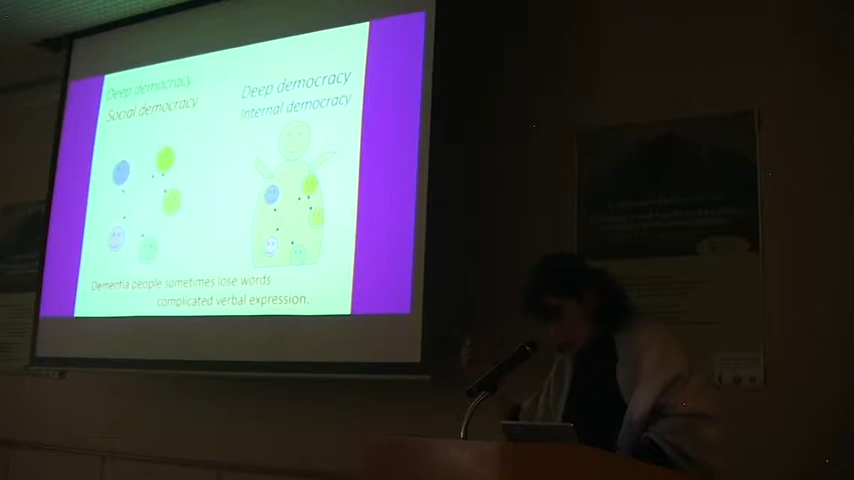 Deep democracy
Social democracy
Deep democracy
Internal democracy
Dementia people sometimes lose words
complicated verbal expression.